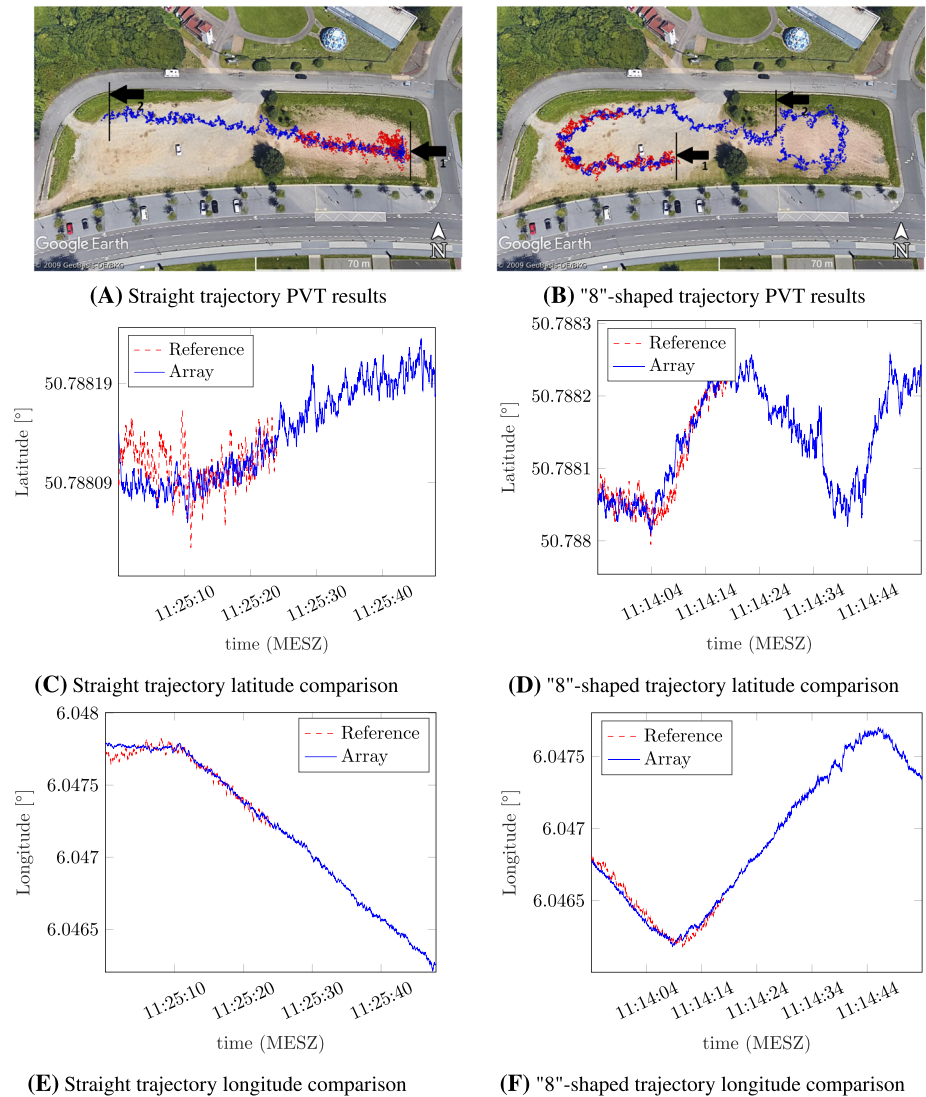 2
1
N
Google Earth
© 2009 GeoBasis-DE/BKG
70 m
1
N
Google Earth
© 2009 GeoBasis-DE/BKG
70 m
(A) Straight trajectory PVT results
(B) "8"-shaped trajectory PVT results
Reference
Array
50.78819
50.78809
Latitude [°]
11:25:10
11:25:20
11:25:30
11:25:40
time (MESZ)
Reference
Array
50.7883
50.7882
50.7881
50.788
Latitude [°]
11:14:04
11:14:14
11:14:24
11:14:34
11:14:44
time (MESZ)
(C) Straight trajectory latitude comparison
(D) "8"-shaped trajectory latitude comparison
Reference
Array
6.048
6.0475
6.047
6.0465
Longitude [°]
11:25:10
11:25:20
11:25:30
11:25:40
time (MESZ)
Reference
Array
6.0475
6.047
6.0465
Longitude [°]
11:14:04
11:14:14
11:14:24
11:14:34
11:14:44
time (MESZ)
(E) Straight trajectory longitude comparison
(F) "8"-shaped trajectory longitude comparison